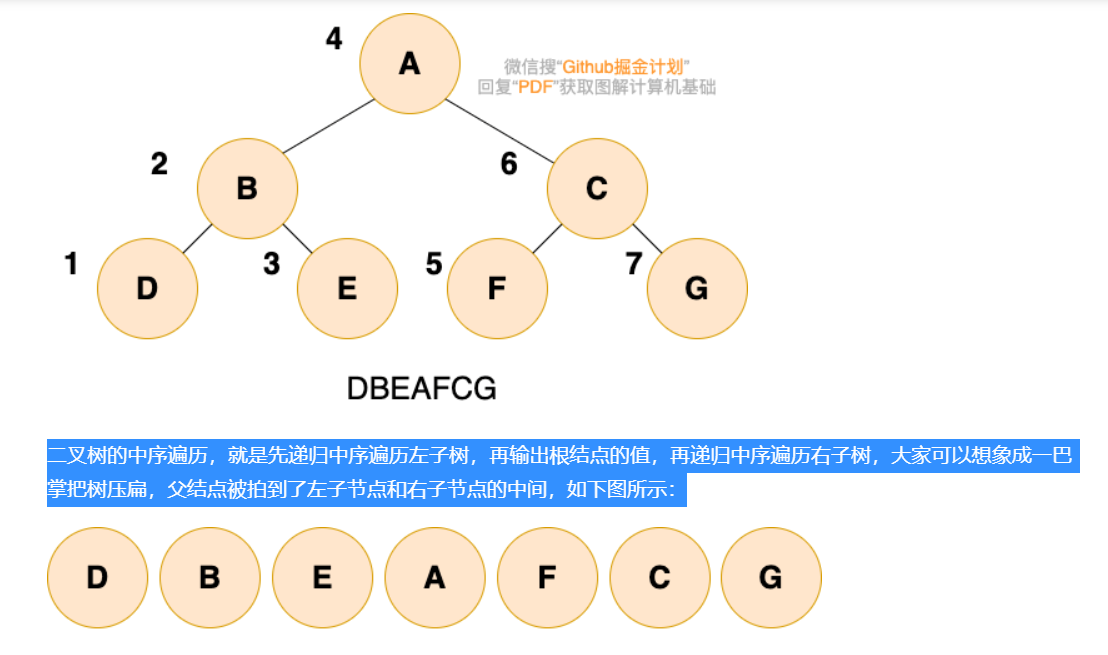 4
A
微信搜“Github掘金计划”
回复“PDF”获取图解计算机基础
2
B
6
C
1
D
3
E
5
F
7
G
DBEAFCG
二叉树的中序遍历，就是先递归中序遍历左子树，再输出根结点的值，再递归中序遍历右子树，大家可以想象成一巴
掌把树压扁，父结点被拍到了左子节点和右子节点的中间，如下图所示：
D B E A F C G